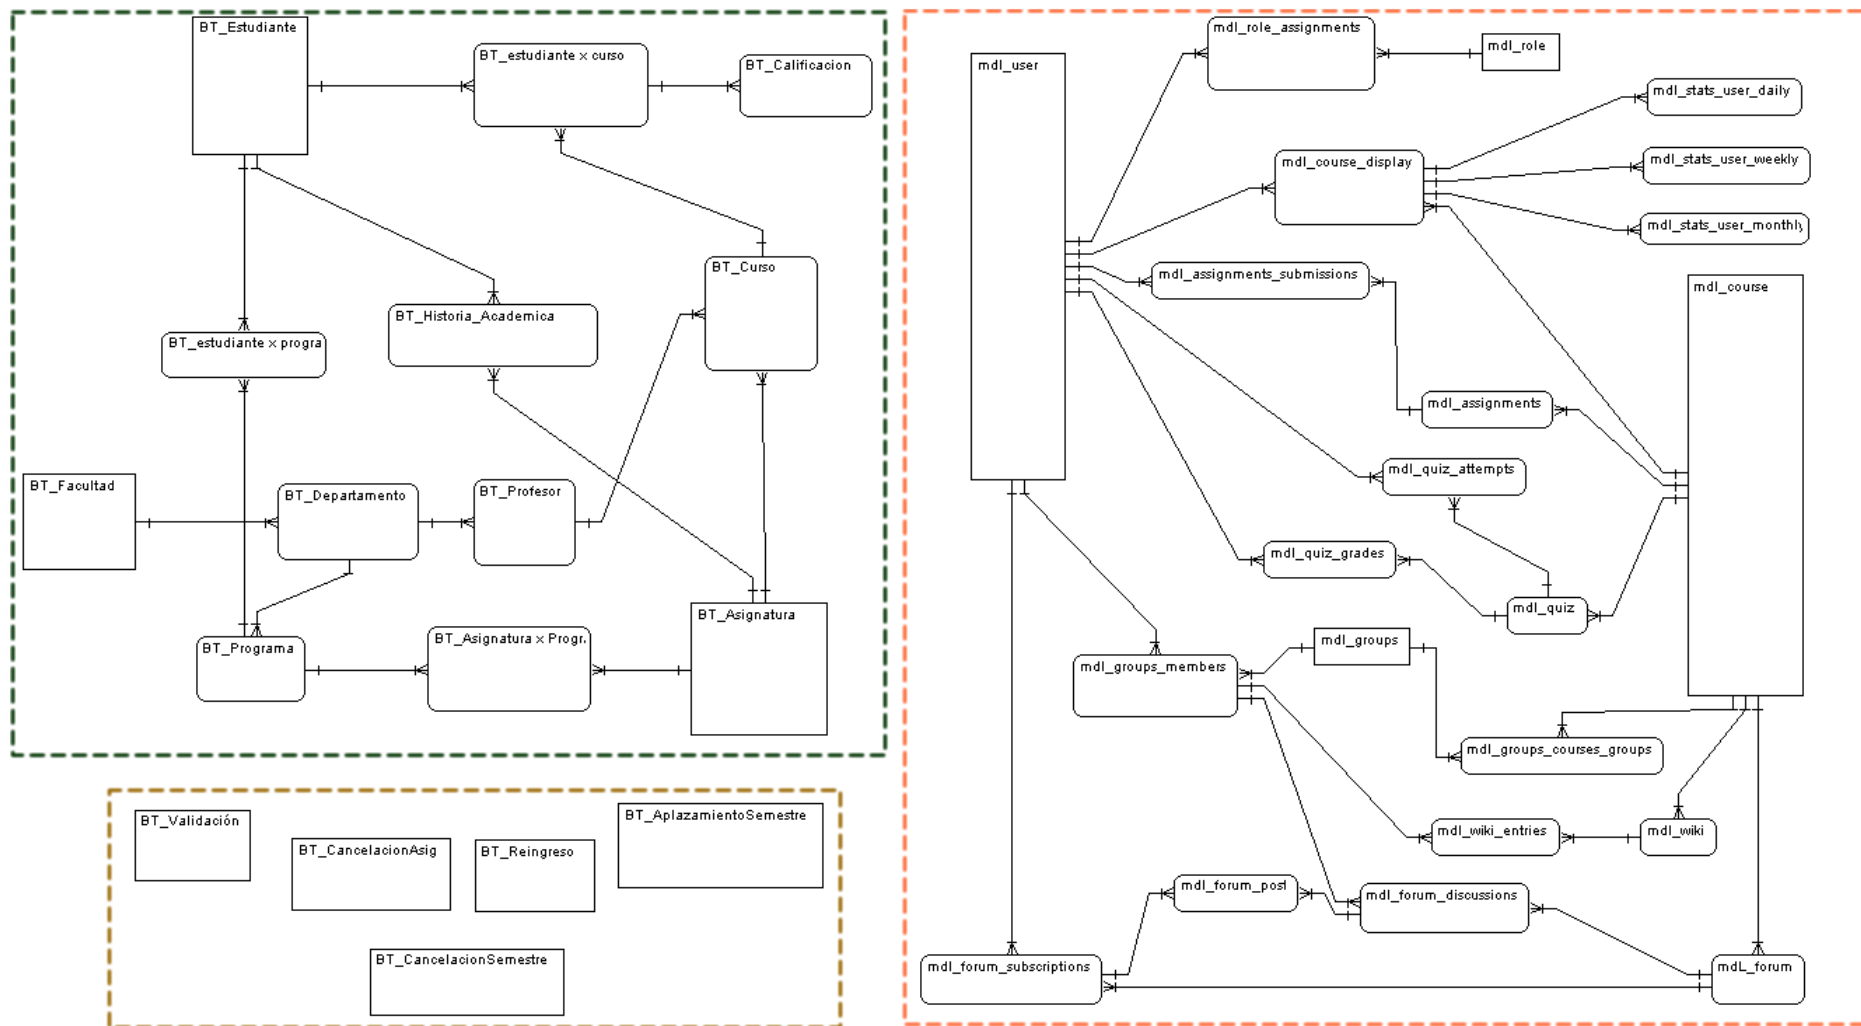 BT_Estudiante
BT_estudiante x curso
BT_Calificacion
BT_Curso
BT_Historia_Academica
BT_estudiante x progra
BT_Facultad
BT_Departamento
BT_Profesor
BT_Asignatura
BT_Programa
BT_Asignatura x Progr.
BT_Validación
BT_CancelacionAsig
BT_Reingreso
BT_AplazamientoSemestre
BT_CancelacionSemestre
mdl_user
mdl_role_assignments
mdl_role
mdl_stats_user_daily
mdl_course_display
mdl_stats_user_weekly
mdl_stats_user_monthly
mdl_assignments_submissions
mdl_course
mdl_assignments
mdl_quiz_attempts
mdl_quiz_grades
mdl_quiz
mdl_groups
mdl_groups_members
mdl_groups_courses_groups
mdl_wiki_entries
mdl_wiki
mdl_forum_post
mdl_forum_discussions
mdl_forum_subscriptions
mdL_forum